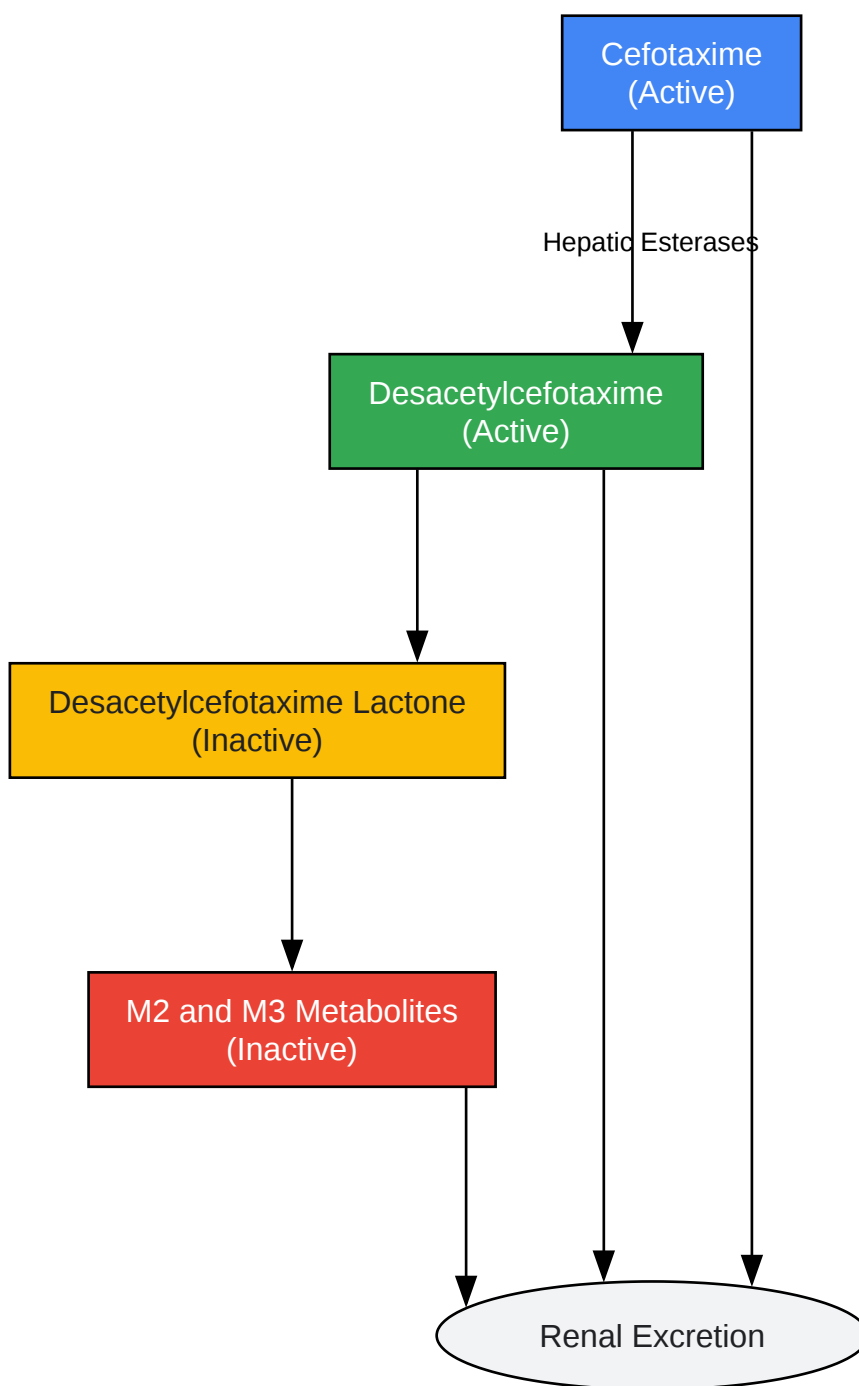 Cefotaxime
(Active)
Hepatic Esterases
Desacetylcefotaxime
(Active)
Desacetylcefotaxime Lactone
(Inactive)
M2 and M3 Metabolites
(Inactive)
Renal Excretion